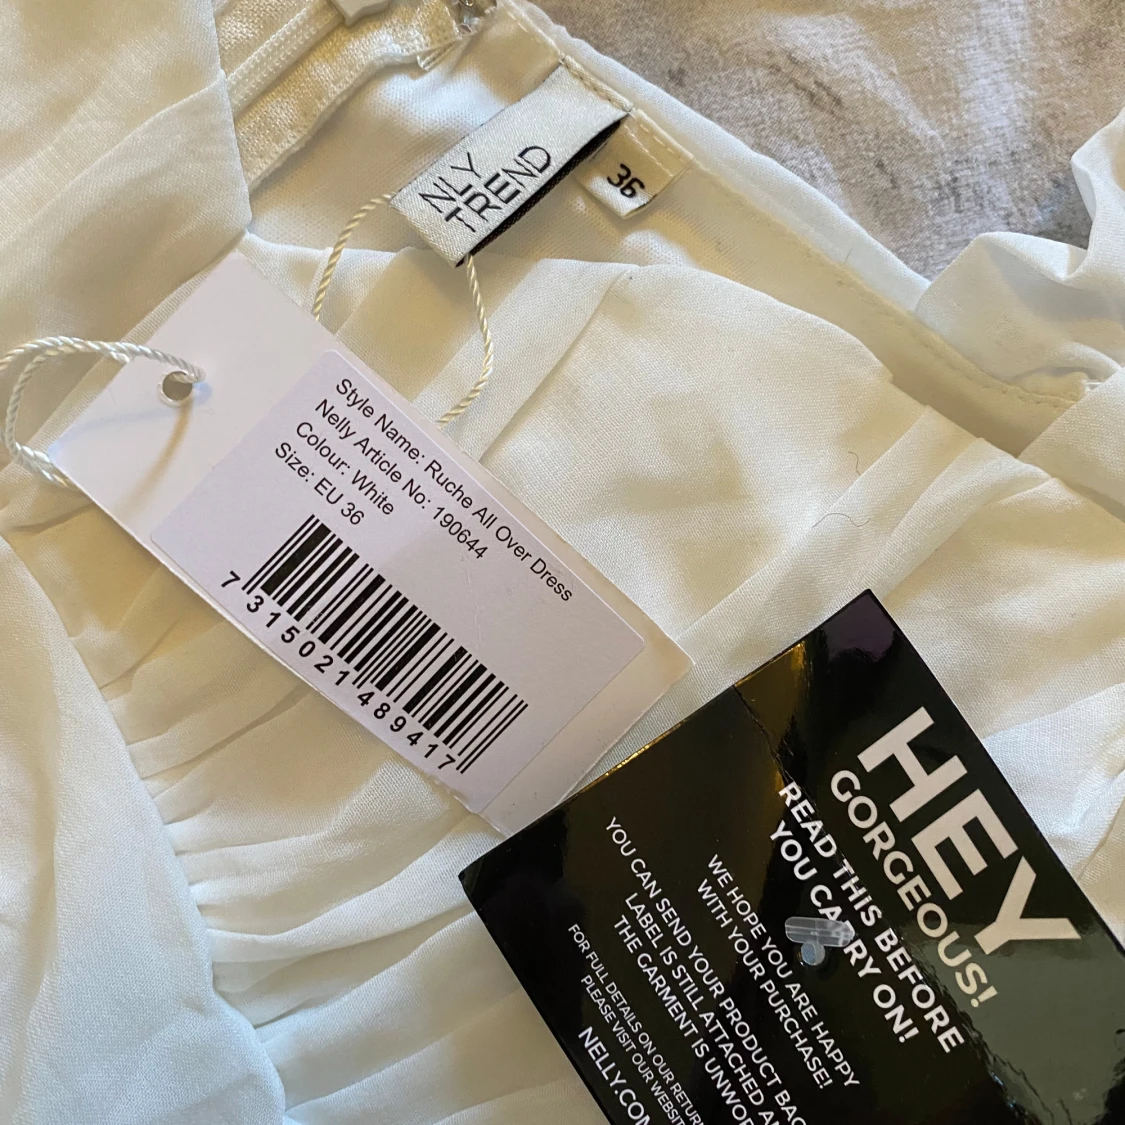 NLY
TREND
36
Style Name: Ruche All Over Dress
Nelly Article No: 190644
Colour: White
Size: EU 36
7 315021 489417
HEY
GORGEOUS!
READ THIS BEFORE
YOU CARRY ON!
WE HOPE YOU ARE HAPPY
WITH YOUR PURCHASE!
YOU CAN SEND YOUR PRODUCT BAC
LABEL IS STILL ATTACHED AN
THE GARMENT IS UNWOR
FOR FULL DETAILS ON OUR RETUR
PLEASE VISIT OUR WEBSIT
NELLY.COM